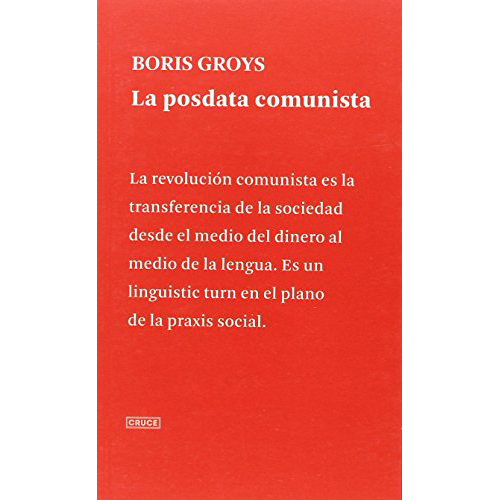 BORIS GROYS
La posdata comunista
La revolución comunista es la
transferencia de la sociedad
desde el medio del dinero al
medio de la lengua. Es un
linguistic turn en el plano
de la praxis social.
CRUCE